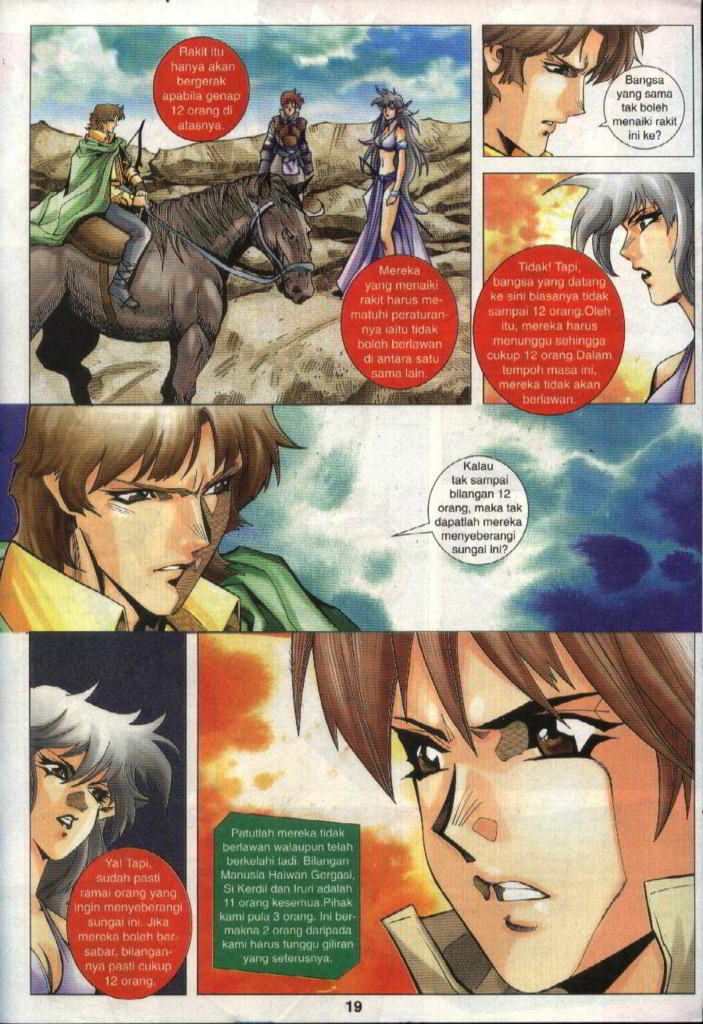 Rakit itu
hanya akan
bergerak
apabila genap
12 orang di
atasnya.
Mereka
yang menaiki
rakit harus me-
matuhi peraturan-
nya iaitu tidak
boleh berlawan
di antara satu
sama lain.
Bangsa
yang sama
tak boleh
menaiki rakit
ini ke?
Tidak! Tapi,
bangsa yang datang
ke sini biasanya tidak
sampai 12 orang.Oleh
itu, mereka harus
menunggu sehingga
cukup 12 orang.Dalam
tempoh masa ini,
mereka tidak akan
berlawan.
Kalau
tak sampai
bilangan 12
orang, maka tak
dapatlah mereka
menyeberangi
sungai ini?
Ya! Tapi,
sudah pasti
ramai orang yang
ingin menyeberangi
sungai ini. Jika
mereka boleh ber-
sabar, bilangan-
nya pasti cukup
12 orang.
Patutlah mereka tidak
berlawan walaupun telah
berkelahi tadi. Bilangan
Manusia Haiwan Gergasi,
Si Kerdil dan Iruri adalah
11 orang kesemua.Pihak
kami pula 3 orang. Ini ber-
makna 2 orang daripada
kami harus tunggu giliran
yang seterusnya.
19